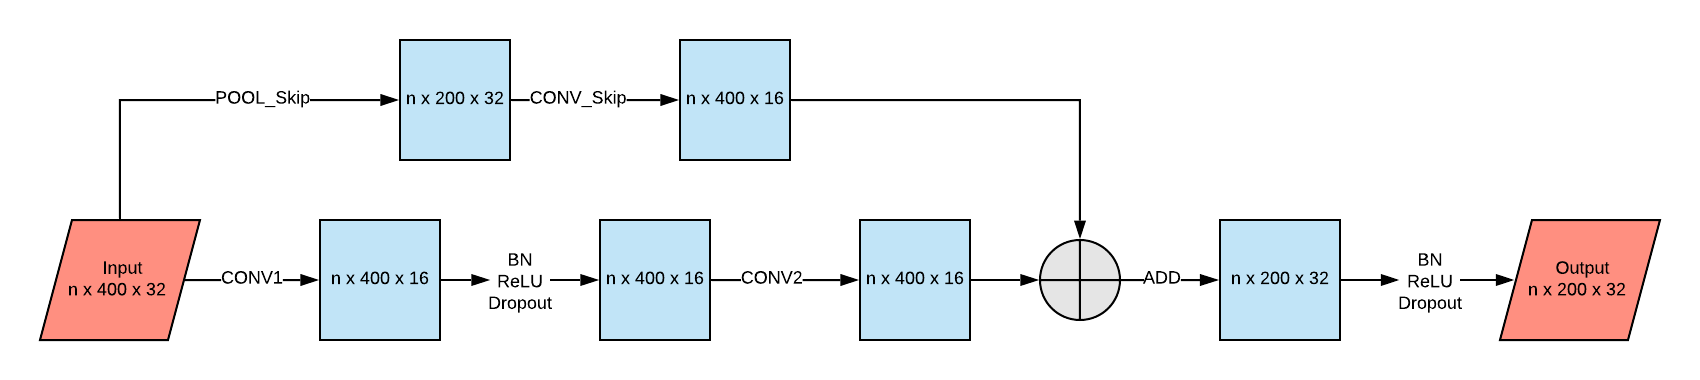 POOL_Skip
n x 200 x 32
CONV_Skip
n x 400 x 16
Input
n x 400 x 32
CONV1
n x 400 x 16
BN
ReLU
Dropout
n x 400 x 16
CONV2
n x 400 x 16
ADD
n x 200 x 32
BN
ReLU
Dropout
Output
n x 200 x 32